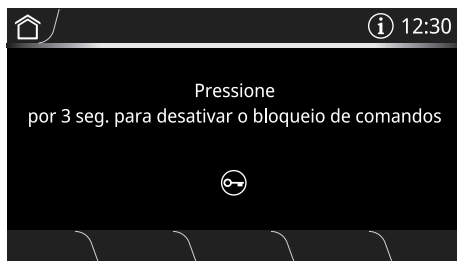 12:30
Pressione
por 3 seg. para desativar o bloqueio de comandos